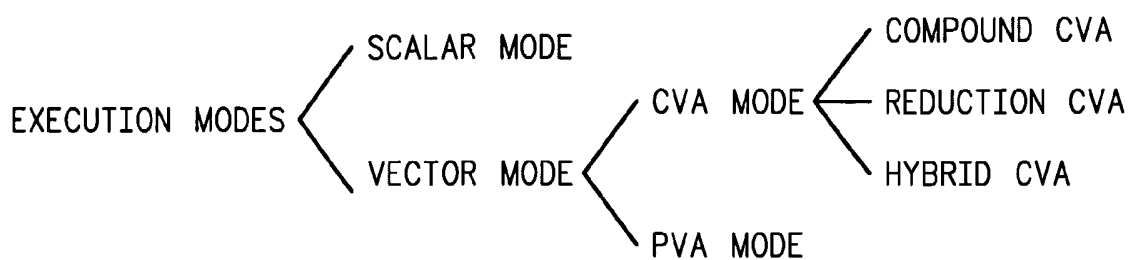 EXECUTION MODES
SCALAR MODE
VECTOR MODE
CVA MODE
PVA MODE
COMPOUND CVA
REDUCTION CVA
HYBRID CVA